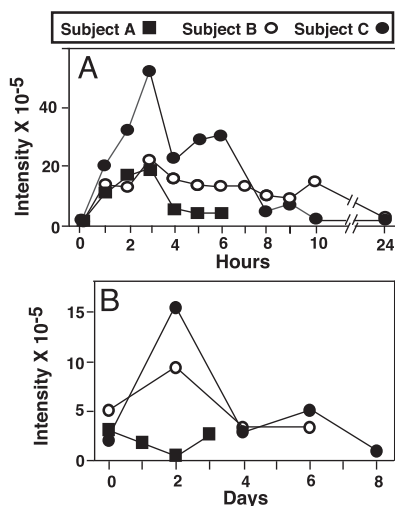 Subject A Subject B Subject C
A
Intensity X 10-5
40
20
0
0 2 4 6 8 10 24
Hours
B
Intensity X 10-5
15
10
5
0
0 2 4 6 8
Days